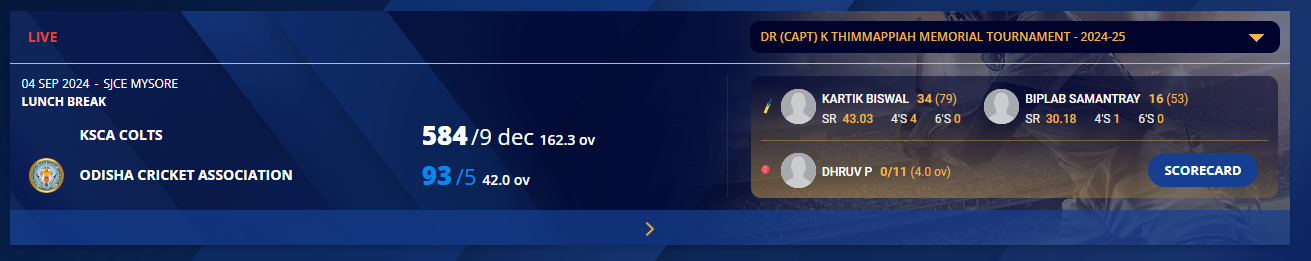 LIVE
DR (CAPT) K THIMMAPPIAH MEMORIAL TOURNAMENT - 2024-25
04 SEP 2024 - SJCE MYSORE
LUNCH BREAK
KSCA COLTS 584/9 dec 162.3 ov
ODISHA CRICKET ASSOCIATION 93/5 42.0 ov
KARTIK BISWAL 34 (79)
SR 43.03 4'S 4 6'S 0
BIPLAB SAMANTRAY 16 (53)
SR 30.18 4'S 1 6'S 0
DHRUV P 0/11 (4.0 ov)
SCORECARD